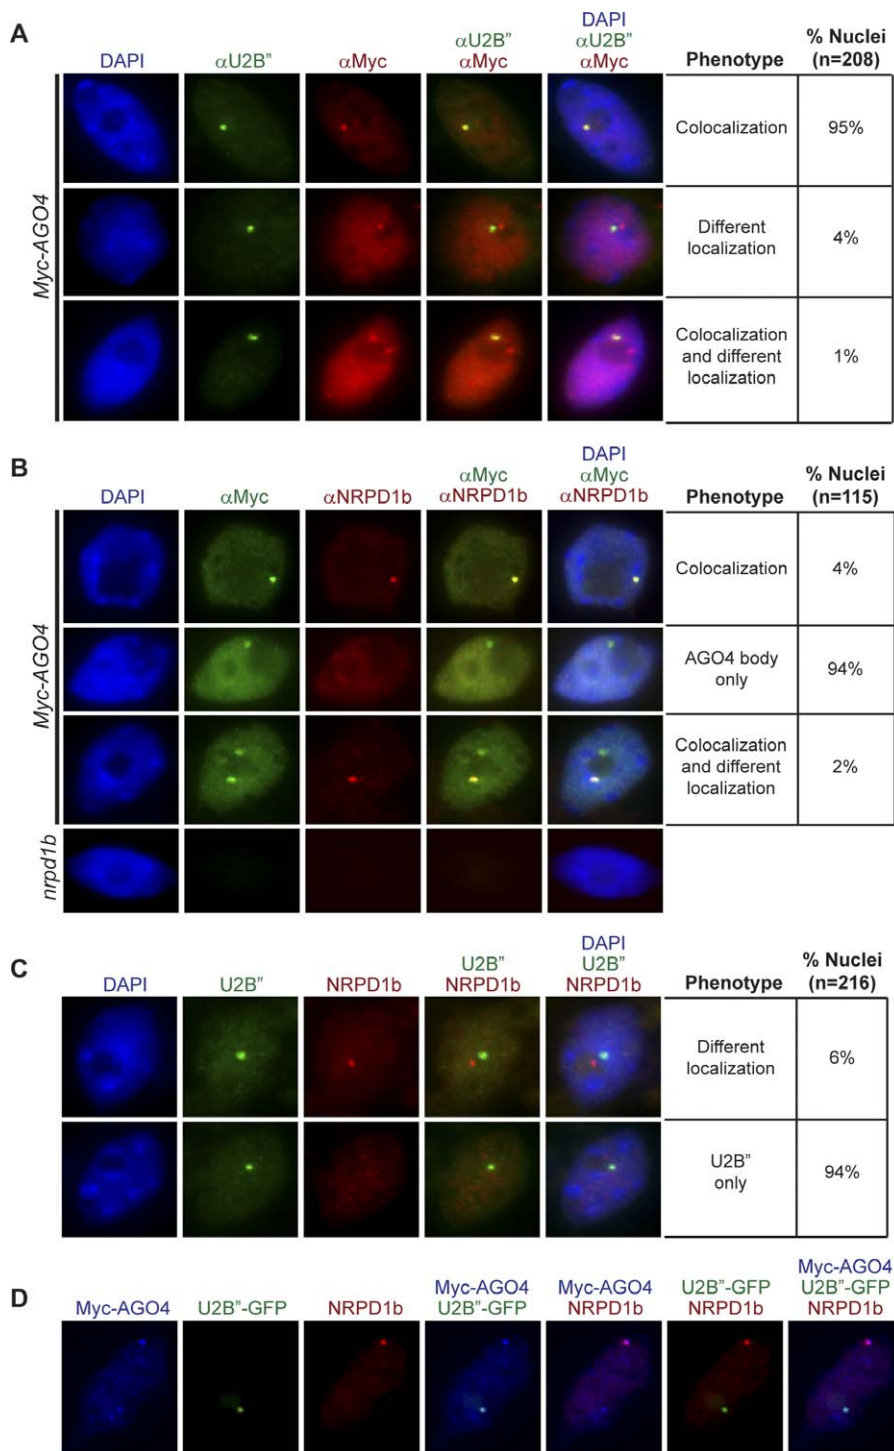 A
DAPI
αU2B”
αMyc
αU2B”
αMyc
DAPI
αU2B”
αMyc
Phenotype
% Nuclei
(n=208)
Myc-AGO4
Colocalization
95%
Different
localization
4%
Colocalization
and different
localization
1%
B
DAPI
αMyc
αNRPD1b
αMyc
αNRPD1b
DAPI
αMyc
αNRPD1b
Phenotype
% Nuclei
(n=115)
Myc-AGO4
Colocalization
4%
AGO4 body
only
94%
Colocalization
and different
localization
2%
nrpd1b
C
DAPI
U2B”
NRPD1b
U2B”
NRPD1b
DAPI
U2B”
NRPD1b
Phenotype
% Nuclei
(n=216)
Different
localization
6%
U2B”
only
94%
D
Myc-AGO4
U2B”-GFP
NRPD1b
Myc-AGO4
U2B”-GFP
Myc-AGO4
NRPD1b
U2B”-GFP
NRPD1b
Myc-AGO4
U2B”-GFP
NRPD1b